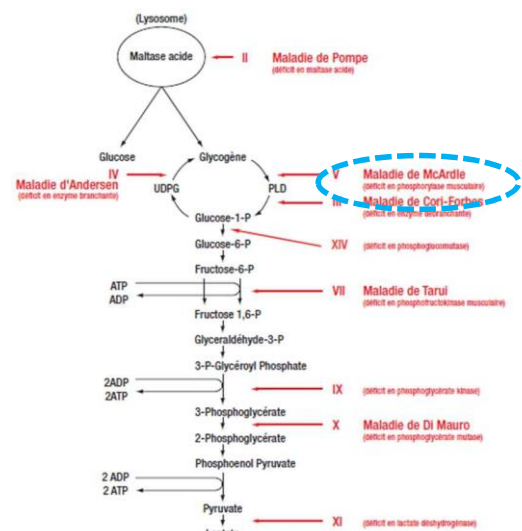 (Lysosome)
Maltase acide
II Maladie de Pompe
(déficit en maltase acide)
Glucose
Glycogène
IV
Maladie d'Andersen
(déficit en enzyme branchante)
UDPG
PLD
V Maladie de McArdle
(déficit en phosphorylase musculaire)
III Maladie de Cori-Forbes
(déficit en enzyme débranchante)
Glucose-1-P
Glucose-6-P
XIV (déficit en phosphoglucomutase)
Fructose-6-P
ATP
ADP
VII Maladie de Tarui
(déficit en phosphofructokinase musculaire)
Fructose 1,6-P
Glyceraldéhyde-3-P
3-P-Glycéroyl Phosphate
2ADP
2ATP
IX (déficit en phosphoglycérate kinase)
3-Phosphoglycérate
X Maladie de Di Mauro
(déficit en phosphoglycérate mutase)
2-Phosphoglycérate
Phosphoenol Pyruvate
2 ADP
2 ATP
Pyruvate
XI (déficit en lactate déshydrogénase)